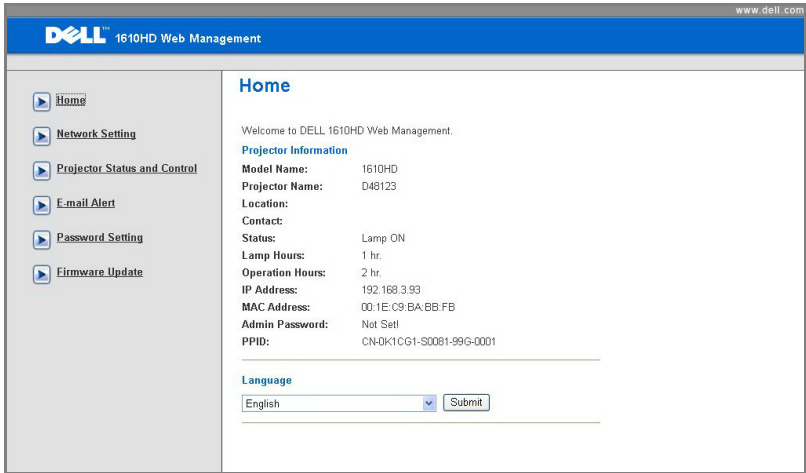 www.dell.com
DELL™ 1610HD Web Management
Home
Network Setting
Projector Status and Control
E-mail Alert
Password Setting
Firmware Update
Home
Welcome to DELL 1610HD Web Management.
Projector Information
Model Name: 1610HD
Projector Name: D48123
Location:
Contact:
Status: Lamp ON
Lamp Hours: 1 hr.
Operation Hours: 2 hr.
IP Address: 192.168.3.93
MAC Address: 00:1E:C9:BA:BB:FB
Admin Password: Not Set!
PPID: CN-0K1CG1-S0081-99G-0001
Language
English Submit